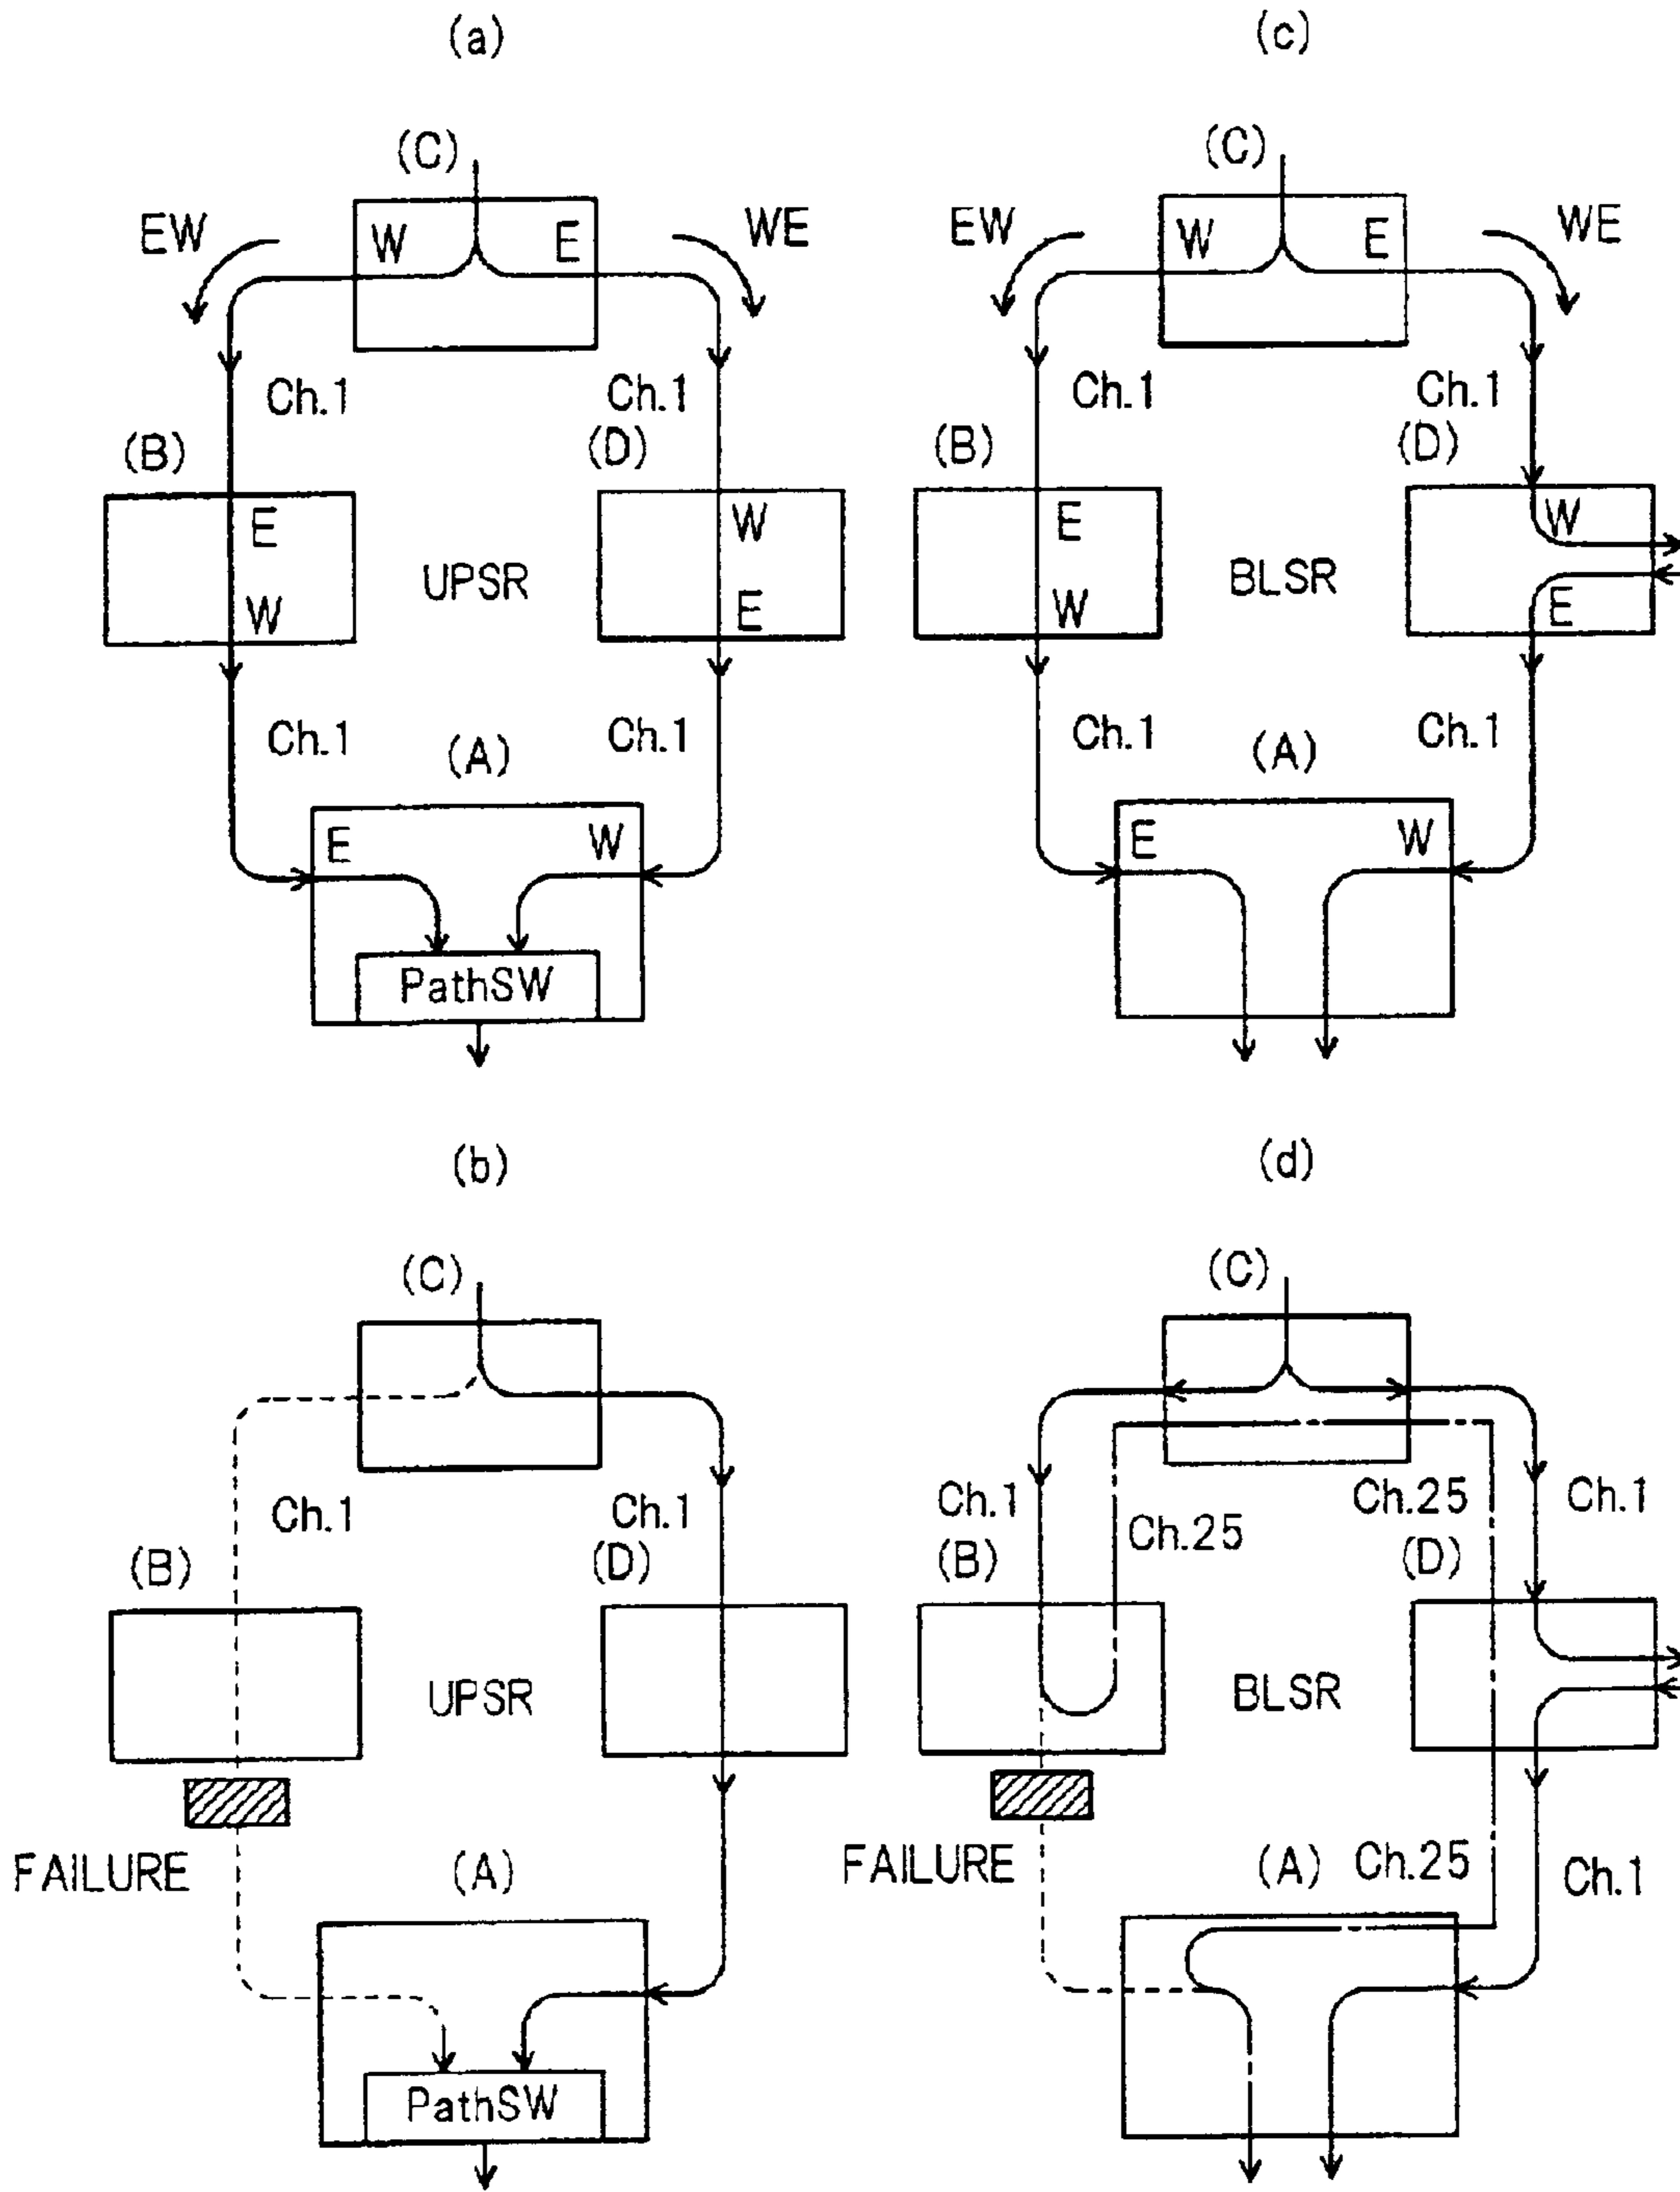 (a)
(C)
EW
W
E
WE
Ch.1
Ch.1
(B)
(D)
E
W
UPSR
W
E
Ch.1
(A)
Ch.1
E
W
PathSW
(c)
(C)
EW
W
E
WE
Ch.1
Ch.1
(B)
(D)
E
W
BLSR
W
E
Ch.1
(A)
Ch.1
E
W
(b)
(C)
Ch.1
Ch.1
(B)
(D)
UPSR
FAILURE
(A)
PathSW
(d)
(C)
Ch.1
Ch.25
Ch.25
Ch.1
(B)
(D)
BLSR
FAILURE
(A)
Ch.25
Ch.1